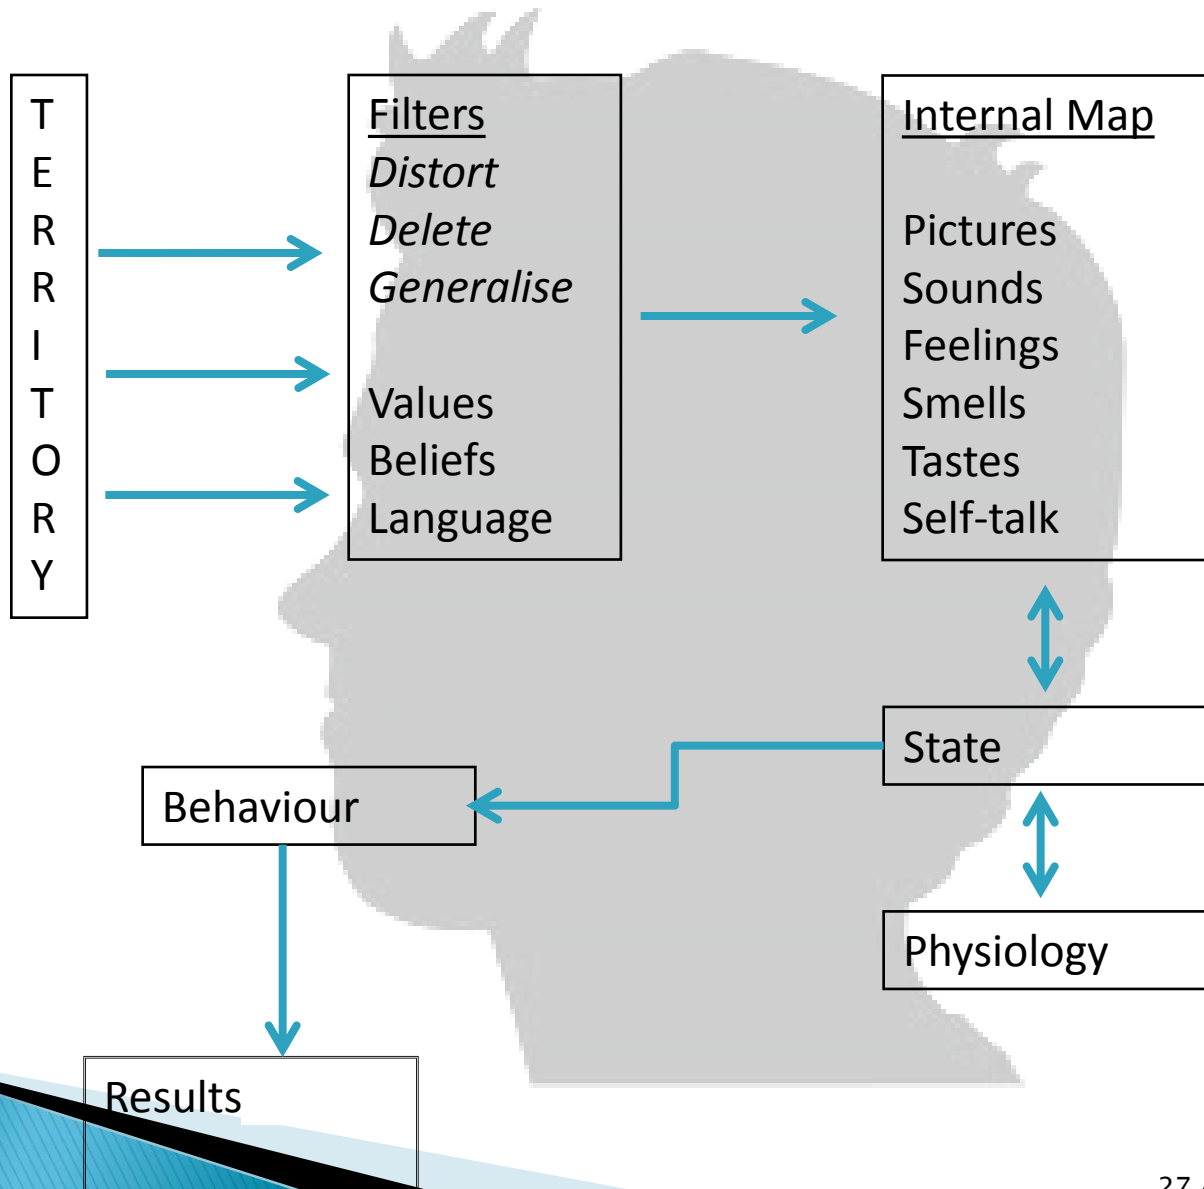 T
E
R
R
I
T
O
R
Y
Filters
Distort
Delete
Generalise
Values
Beliefs
Language
Internal Map
Pictures
Sounds
Feelings
Smells
Tastes
Self-talk
State
Behaviour
Physiology
Results
27